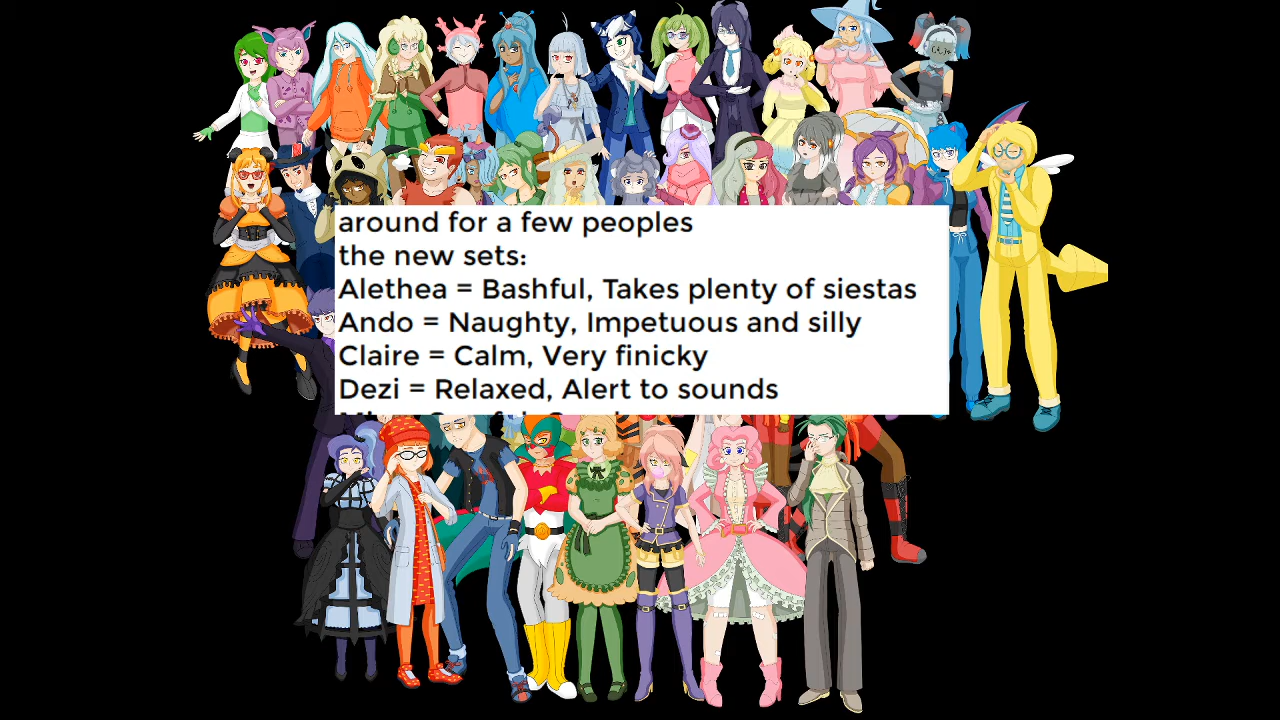 around for a few peoples
the new sets:
Alethea = Bashful, Takes plenty of siestas
Ando = Naughty, Impetuous and silly
Claire = Calm, Very finicky
Dezi = Relaxed, Alert to sounds